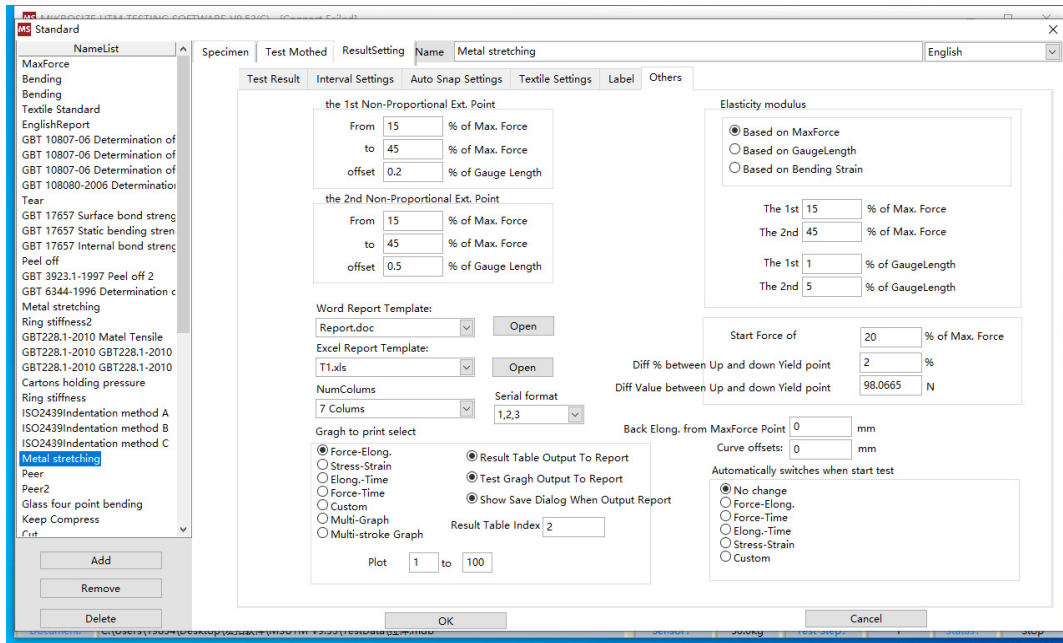 MS Standard
NameList
MaxForce
Bending
Bending
Textile Standard
EnglishReport
GBT 10807-06 Determination of
GBT 10807-06 Determination of
GBT 10807-06 Determination of
GBT 108080-2006 Determination
Tear
GBT 17657 Surface bond streng
GBT 17657 Static bending stren
GBT 17657 Internal bond streng
Peel off
GBT 3923.1-1997 Peel off 2
GBT 6344-1996 Determination c
Metal stretching
Ring stiffness2
GBT228.1-2010 Matel Tensile
GBT228.1-2010 GBT228.1-2010
GBT228.1-2010 GBT228.1-2010
Cartons holding pressure
Ring stiffness
ISO2439Indentation method A
ISO2439Indentation method B
ISO2439Indentation method C
Metal stretching
Peer
Peer2
Glass four point bending
Keep Compress
Cut
Add
Remove
Delete
Specimen Test Mothed ResultSetting Name Metal stretching English
Test Result Interval Settings Auto Snap Settings Textile Settings Label Others
the 1st Non-Proportional Ext. Point
From 15 % of Max. Force
to 45 % of Max. Force
offset 0.2 % of Gauge Length
the 2nd Non-Proportional Ext. Point
From 15 % of Max. Force
to 45 % of Max. Force
offset 0.5 % of Gauge Length
Word Report Template:
Report.doc Open
Excel Report Template:
T1.xls Open
NumColums
7 Colums
Serial format
1,2,3
Gragh to print select
Force-Elong.
Stress-Strain
Elong.-Time
Force-Time
Custom
Multi-Graph
Multi-stroke Graph
Result Table Output To Report
Test Gragh Output To Report
Show Save Dialog When Output Report
Result Table Index 2
Plot 1 to 100
Elasticity modulus
Based on MaxForce
Based on GaugeLength
Based on Bending Strain
The 1st 15 % of Max. Force
The 2nd 45 % of Max. Force
The 1st 1 % of GaugeLength
The 2nd 5 % of GaugeLength
Start Force of 20 % of Max. Force
Diff % between Up and down Yield point 2 %
Diff Value between Up and down Yield point 98.0665 N
Back Elong. from MaxForce Point 0 mm
Curve offsets: 0 mm
Automatically switches when start test
No change
Force-Elong.
Force-Time
Elong.-Time
Stress-Strain
Custom
OK Cancel